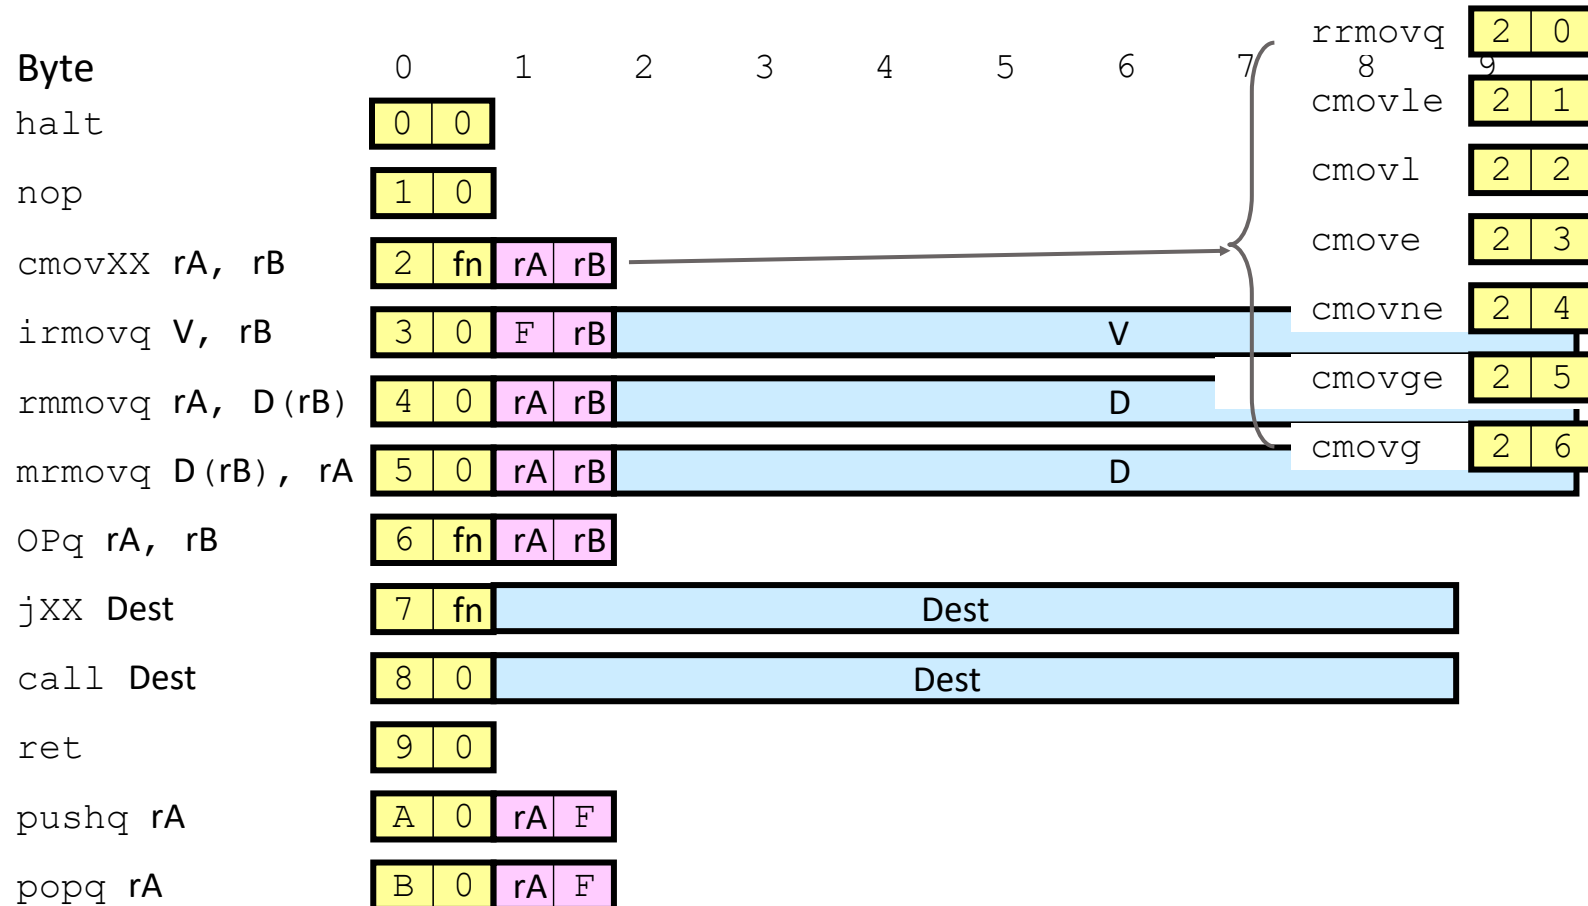 rrmovq 2 0
Byte 0 1 2 3 4 5 6 7 8 9
cmovle 2 1
halt 0 0
cmovl 2 2
nop 1 0
cmove 2 3
cmovXX rA, rB 2 fn rA rB
cmovne 2 4
irmovq V, rB 3 0 F rB V
cmovge 2 5
rmmovq rA, D(rB) 4 0 rA rB D
cmovg 2 6
mrmovq D(rB), rA 5 0 rA rB D
OPq rA, rB 6 fn rA rB
jXX Dest 7 fn Dest
call Dest 8 0 Dest
ret 9 0
pushq rA A 0 rA F
popq rA B 0 rA F